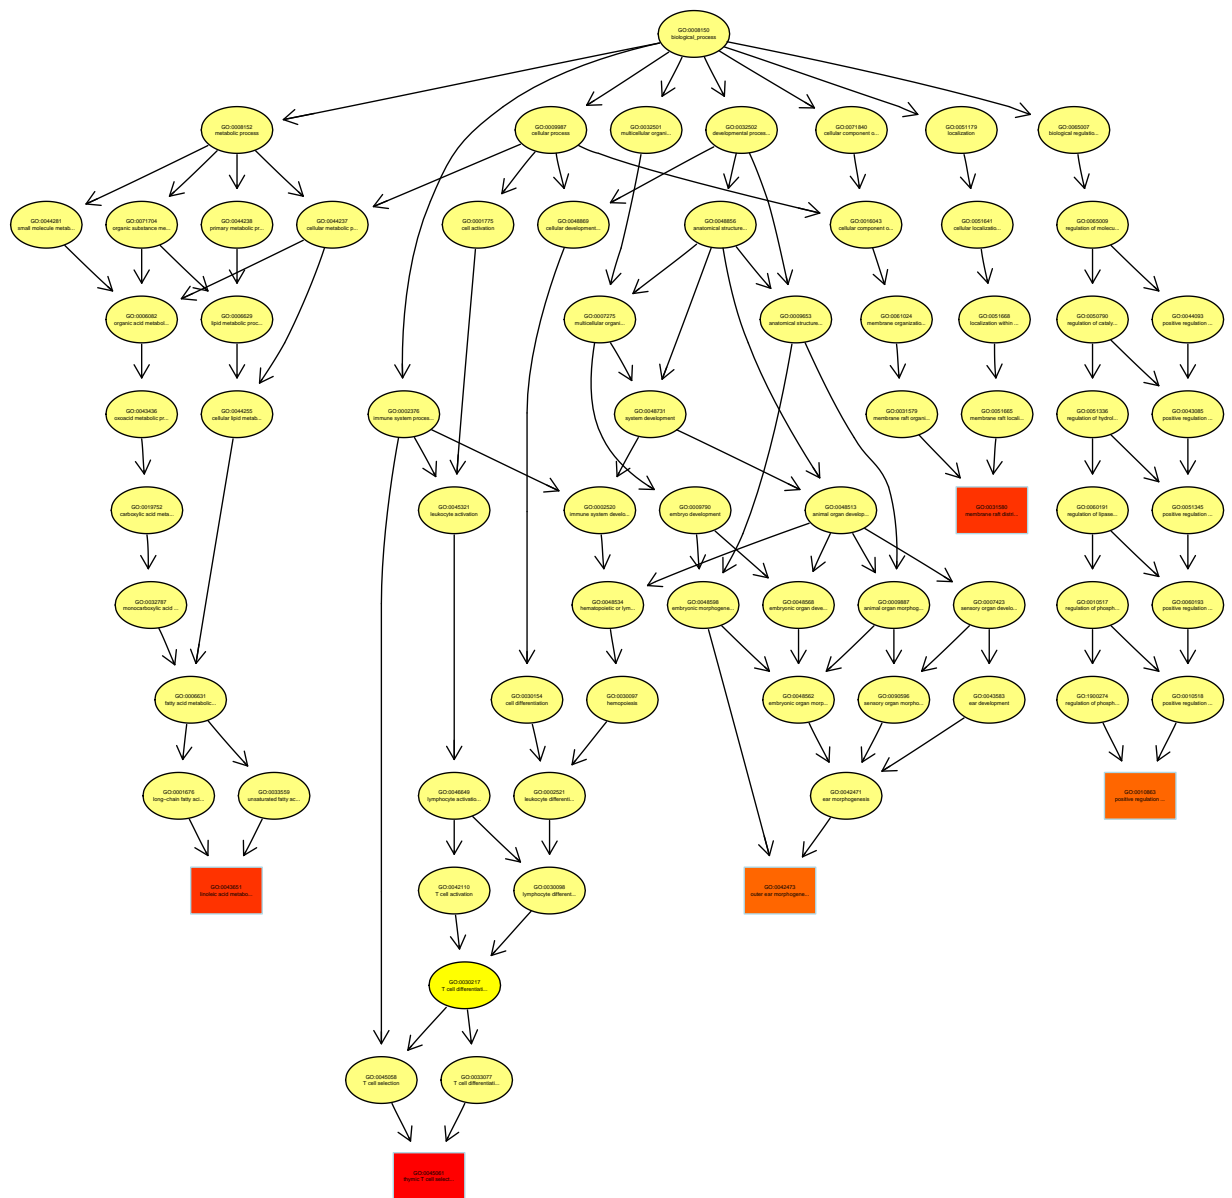 GO:0008150
biological_process
GO:0008152
metabolic process
GO:0009987
cellular process
GO:0032501
multicellular organi...
GO:0032502
developmental proces...
GO:0071840
cellular component o...
GO:0051179
localization
GO:0065007
biological regulatio...
GO:0044281
small molecule metab...
GO:0071704
organic substance me...
GO:0044238
primary metabolic pr...
GO:0044237
cellular metabolic p...
GO:0001775
cell activation
GO:0048869
cellular development...
GO:0048856
anatomical structure...
GO:0016043
cellular component o...
GO:0051641
cellular localizatio...
GO:0065009
regulation of molecu...
GO:0006082
organic acid metabol...
GO:0006629
lipid metabolic proc...
GO:0007275
multicellular organi...
GO:0009653
anatomical structure...
GO:0061024
membrane organizatio...
GO:0051668
localization within ...
GO:0050790
regulation of cataly...
GO:0044093
positive regulation ...
GO:0043436
oxoacid metabolic pr...
GO:0044255
cellular lipid metab...
GO:0002376
immune system proces...
GO:0048731
system development
GO:0031579
membrane raft organi...
GO:0051665
membrane raft locali...
GO:0051336
regulation of hydrol...
GO:0043085
positive regulation ...
GO:0019752
carboxylic acid meta...
GO:0045321
leukocyte activation
GO:0002520
immune system develo...
GO:0009790
embryo development
GO:0048513
animal organ develop...
GO:0031580
membrane raft distri...
GO:0060191
regulation of lipase...
GO:0051345
positive regulation ...
GO:0032787
monocarboxylic acid ...
GO:0048534
hematopoietic or lym...
GO:0048598
embryonic morphogene...
GO:0048568
embryonic organ deve...
GO:0009887
animal organ morphog...
GO:0007423
sensory organ develo...
GO:0010517
regulation of phosph...
GO:0060193
positive regulation ...
GO:0006631
fatty acid metabolic...
GO:0030154
cell differentiation
GO:0030097
hemopoiesis
GO:0048562
embryonic organ morp...
GO:0090596
sensory organ morpho...
GO:0043583
ear development
GO:1900274
regulation of phosph...
GO:0010518
positive regulation ...
GO:0001676
long−chain fatty aci...
GO:0033559
unsaturated fatty ac...
GO:0046649
lymphocyte activatio...
GO:0002521
leukocyte differenti...
GO:0042471
ear morphogenesis
GO:0010863
positive regulation ...
GO:0043651
linoleic acid metabo...
GO:0042110
T cell activation
GO:0030098
lymphocyte different...
GO:0042473
outer ear morphogene...
GO:0030217
T cell differentiati...
GO:0045058
T cell selection
GO:0033077
T cell differentiati...
GO:0045061
thymic T cell select...